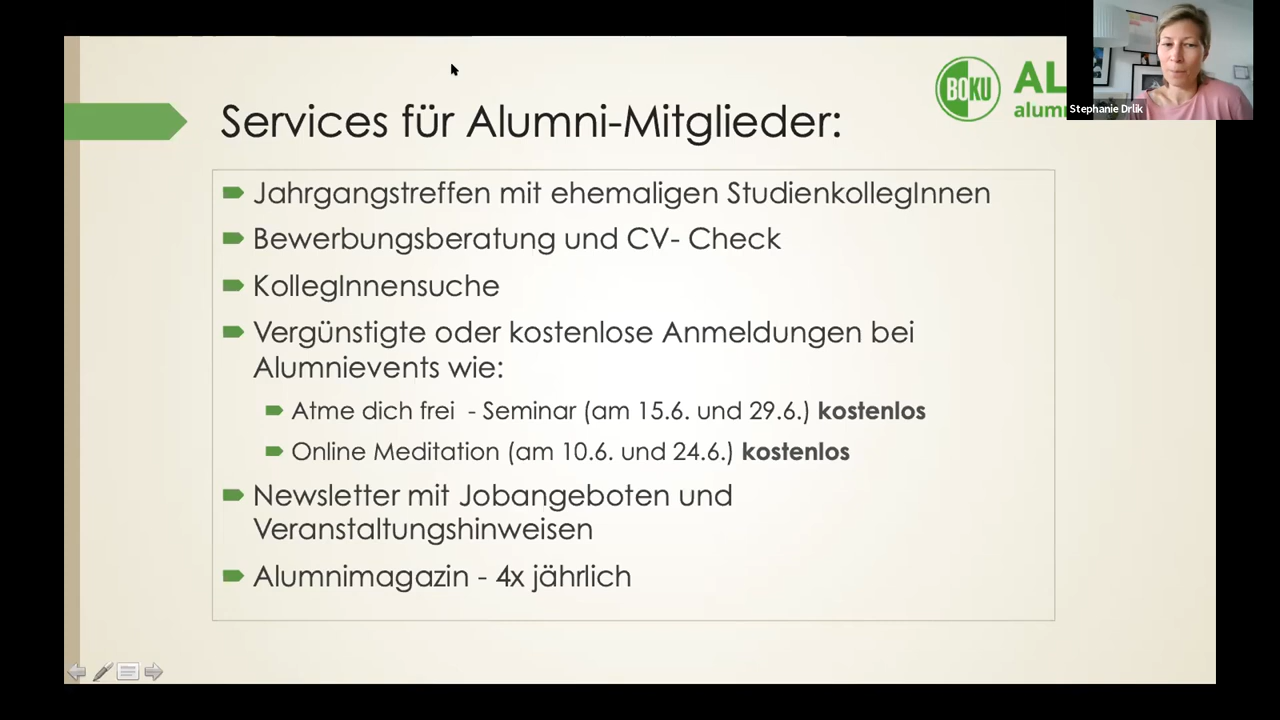 BOKU
AL
alum
Stephanie Drlik
Services für Alumni-Mitglieder:
Jahrgangstreffen mit ehemaligen StudienkollegInnen
Bewerbungsberatung und CV- Check
KollegInnensuche
Vergünstigte oder kostenlose Anmeldungen bei
Alumnievents wie:
Atme dich frei - Seminar (am 15.6. und 29.6.) kostenlos
Online Meditation (am 10.6. und 24.6.) kostenlos
Newsletter mit Jobangeboten und
Veranstaltungshinweisen
Alumnimagazin - 4x jährlich